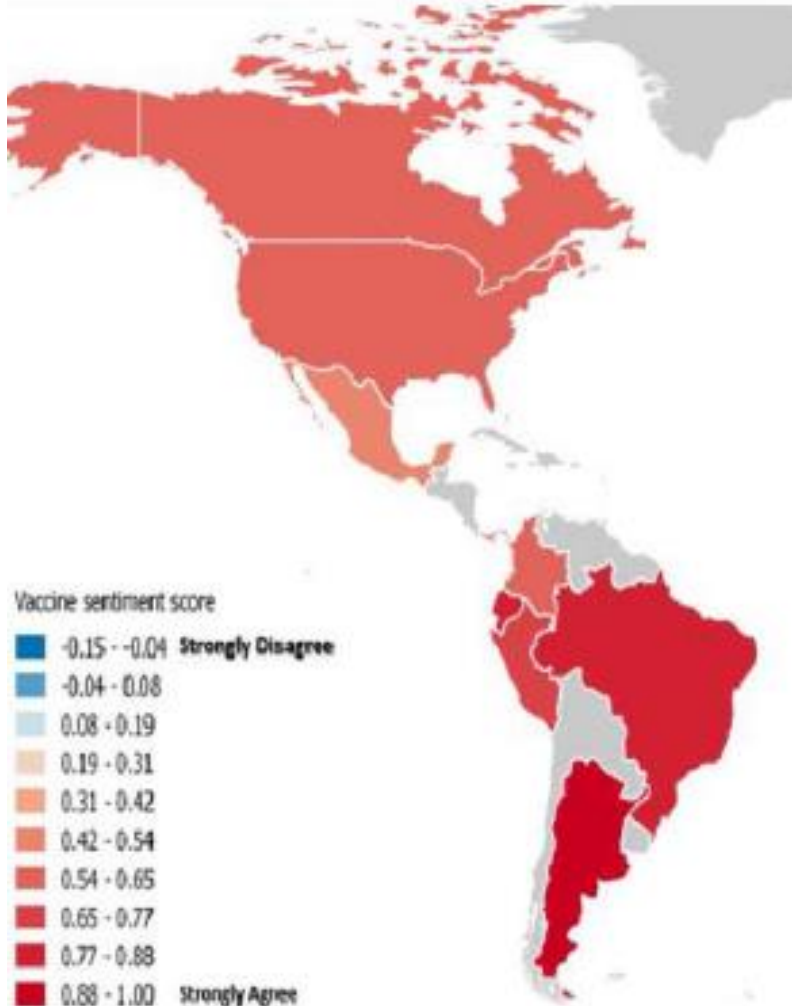 Vaccine sentiment score
-0.15 - -0.04 Strongly Disagree
-0.04 - 0.08
0.08 - 0.19
0.19 - 0.31
0.31 - 0.42
0.42 - 0.54
0.54 - 0.65
0.65 - 0.77
0.77 - 0.88
0.88 - 1.00 Strongly Agree